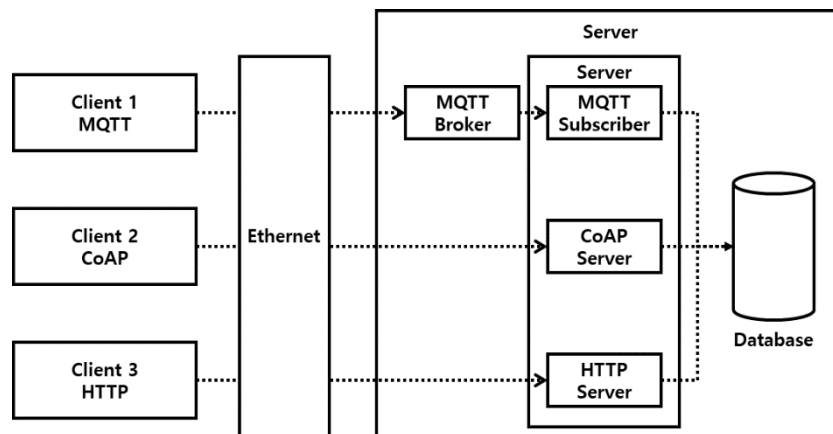 Server
Server
Client 1
MQTT
MQTT
Broker
MQTT
Subscriber
Ethernet
Client 2
CoAP
CoAP
Server
Client 3
HTTP
HTTP
Server
Database